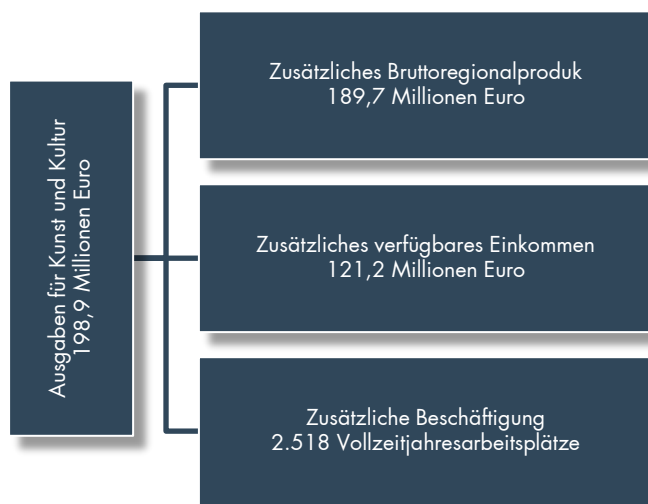 Ausgaben für Kunst und Kultur
198,9 Millionen Euro
Zusätzliches Bruttoregionalproduk
189,7 Millionen Euro
Zusätzliches verfügbares Einkommen
121,2 Millionen Euro
Zusätzliche Beschäftigung
2.518 Vollzeitjahresarbeitsplätze